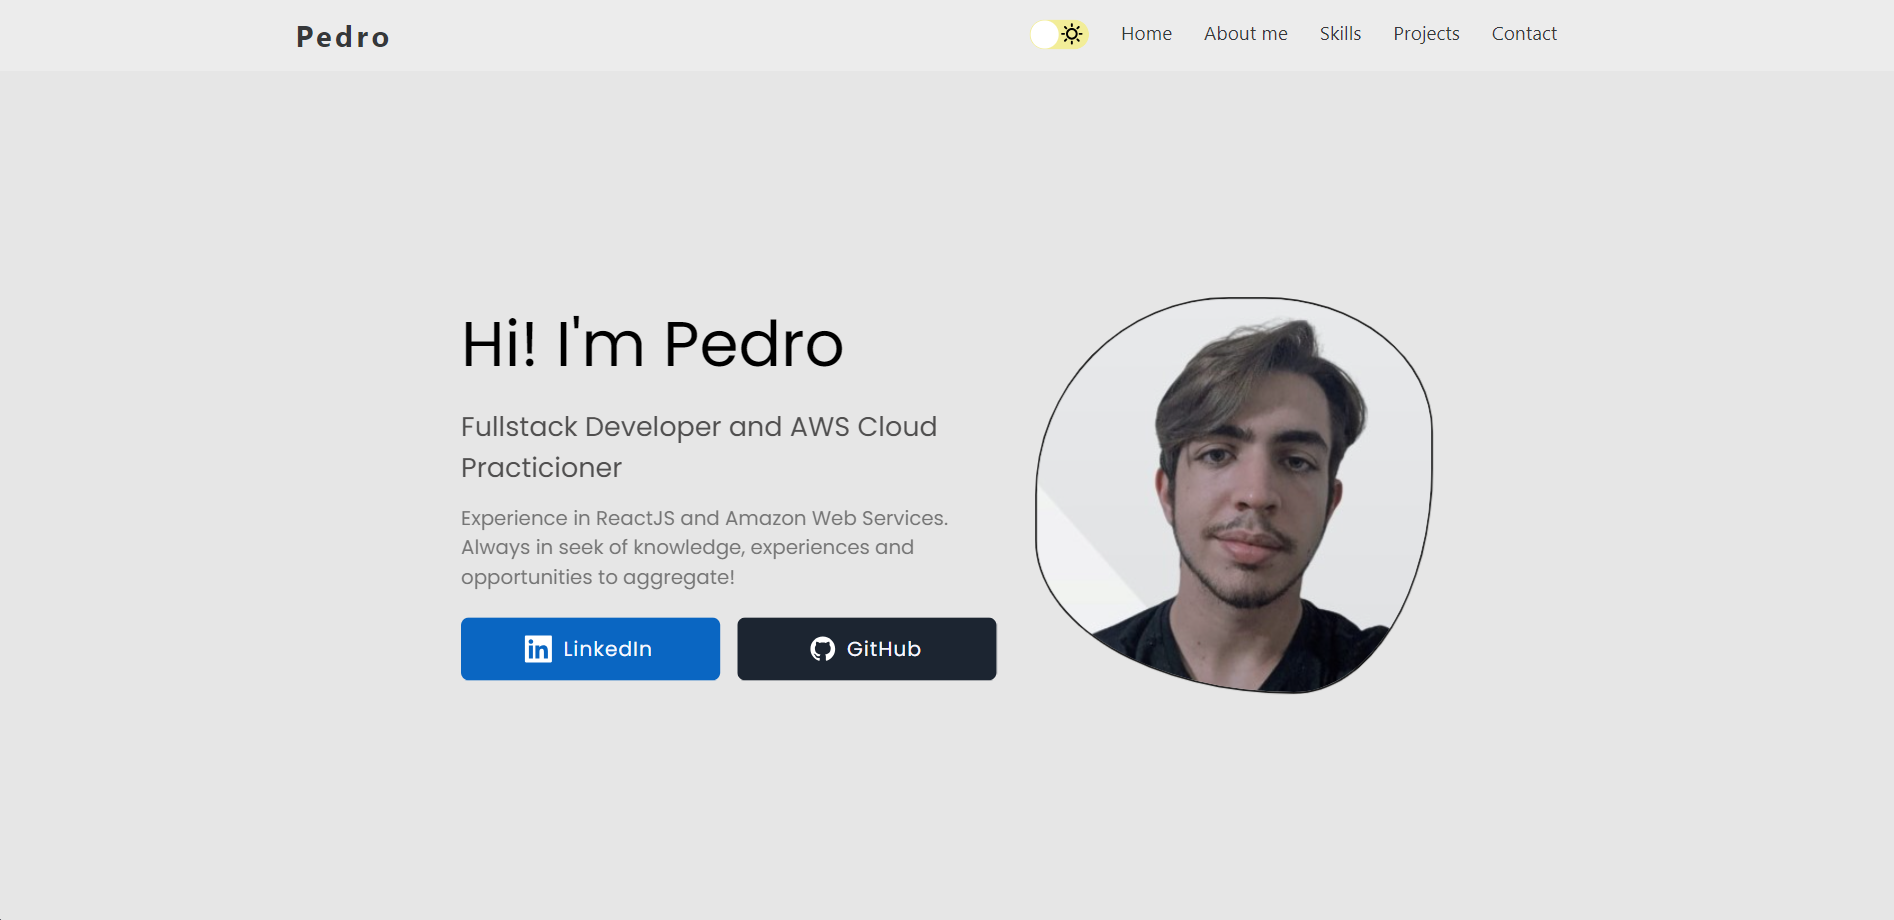 Pedro
Home About me Skills Projects Contact
Hi! I'm Pedro
Fullstack Developer and AWS Cloud
Practicioner
Experience in ReactJS and Amazon Web Services.
Always in seek of knowledge, experiences and
opportunities to aggregate!
in LinkedIn
GitHub